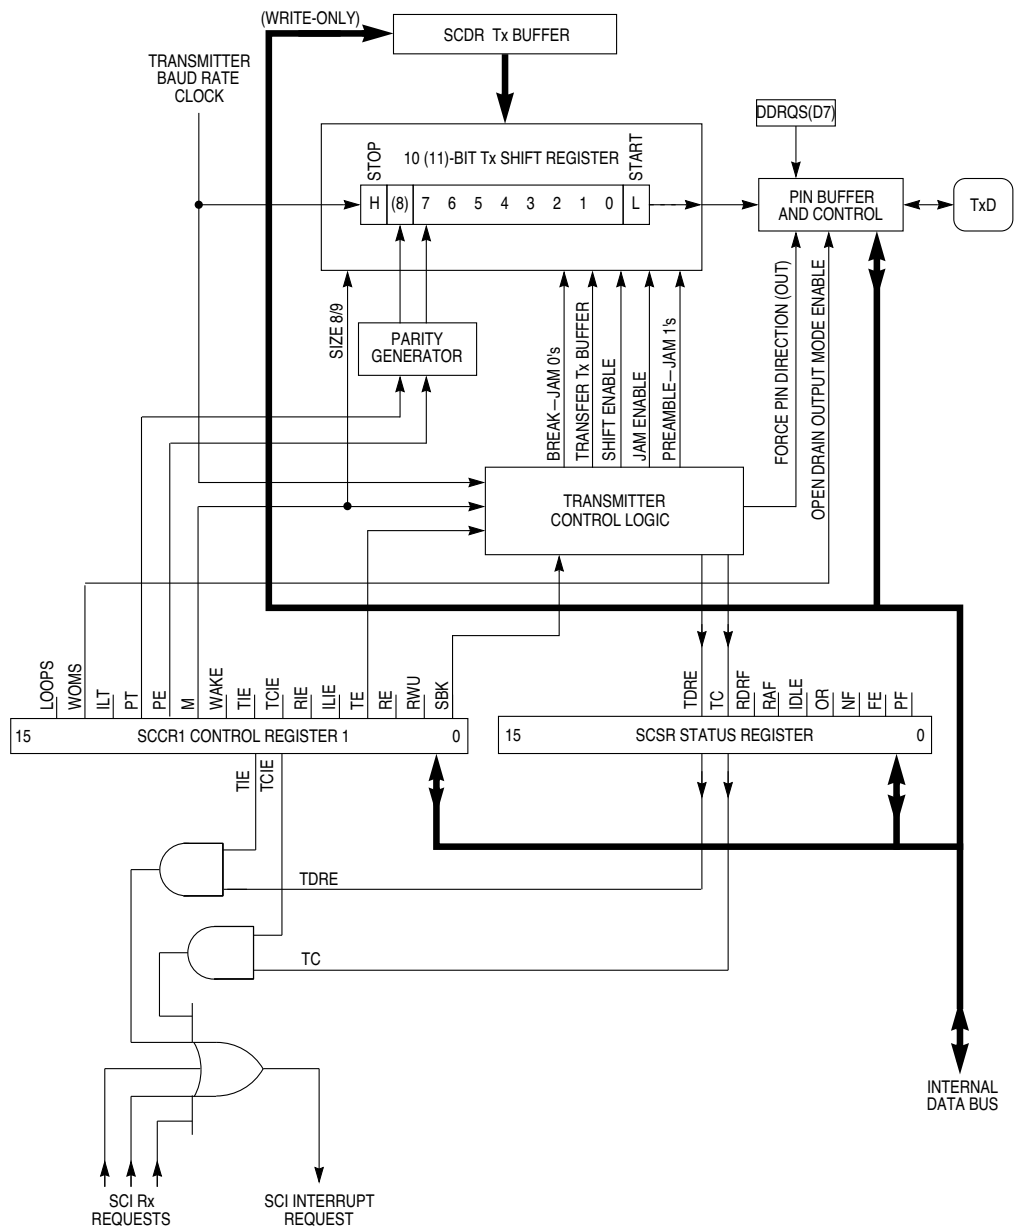 (WRITE-ONLY)
SCDR Tx BUFFER
TRANSMITTER
BAUD RATE
CLOCK
DDRQS(D7)
10 (11)-BIT Tx SHIFT REGISTER
STOP
START
H (8) 7 6 5 4 3 2 1 0 L
PIN BUFFER
AND CONTROL
TxD
SIZE 8/9
PARITY
GENERATOR
BREAK—JAM 0's
TRANSFER Tx BUFFER
SHIFT ENABLE
JAM ENABLE
PREAMBLE—JAM 1's
FORCE PIN DIRECTION (OUT)
OPEN DRAIN OUTPUT MODE ENABLE
TRANSMITTER
CONTROL LOGIC
LOOPS
WOMS
ILT
PT
PE
M
WAKE
TIE
TCIE
RIE
ILIE
TE
RE
RWU
SBK
TDRE
TC
RDRF
RAF
IDLE
OR
NF
FE
PF
15 SCCR1 CONTROL REGISTER 1 0
15 SCSR STATUS REGISTER 0
TIE
TCIE
TDRE
TC
INTERNAL
DATA BUS
SCI Rx
REQUESTS
SCI INTERRUPT
REQUEST